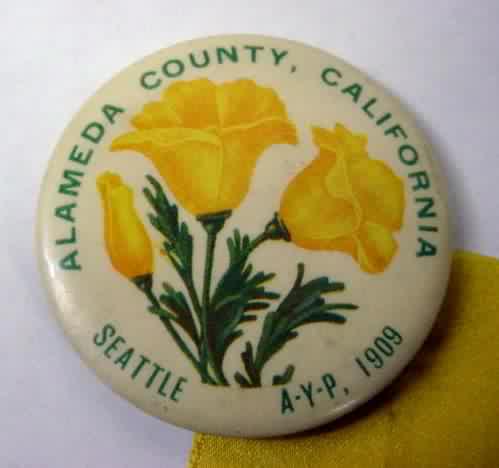 ALAMEDA COUNTY, CALIFORNIA
SEATTLE A-Y-P, 1909